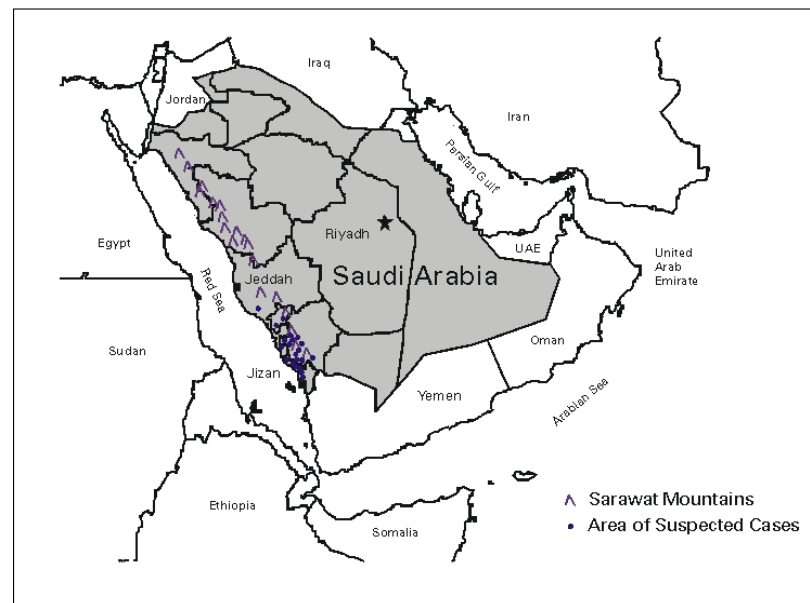 Iraq
Jordan
Iran
Persian Gulf
Riyadh
Egypt
UAE
United
Arab
Emirate
Jeddah
Saudi Arabia
Red Sea
Oman
Sudan
Jizan
Yemen
Arabian Sea
Ethiopia
Somalia
Sarawat Mountains
Area of Suspected Cases